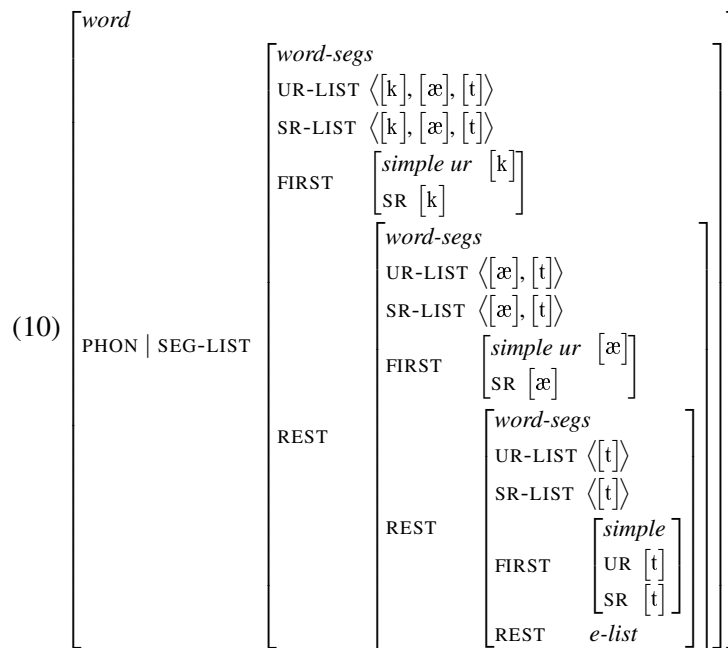 word
word-segs
UR-LIST ⟨[k], [æ], [t]⟩
SR-LIST ⟨[k], [æ], [t]⟩
FIRST [simple ur [k]
SR [k]]
word-segs
UR-LIST ⟨[æ], [t]⟩
SR-LIST ⟨[æ], [t]⟩
(10)
FIRST [simple ur [æ]
PHON | SEG-LIST
SR [æ]]
word-segs
REST
UR-LIST ⟨[t]⟩
SR-LIST ⟨[t]⟩
REST
simple
FIRST
UR [t]
SR [t]
REST e-list